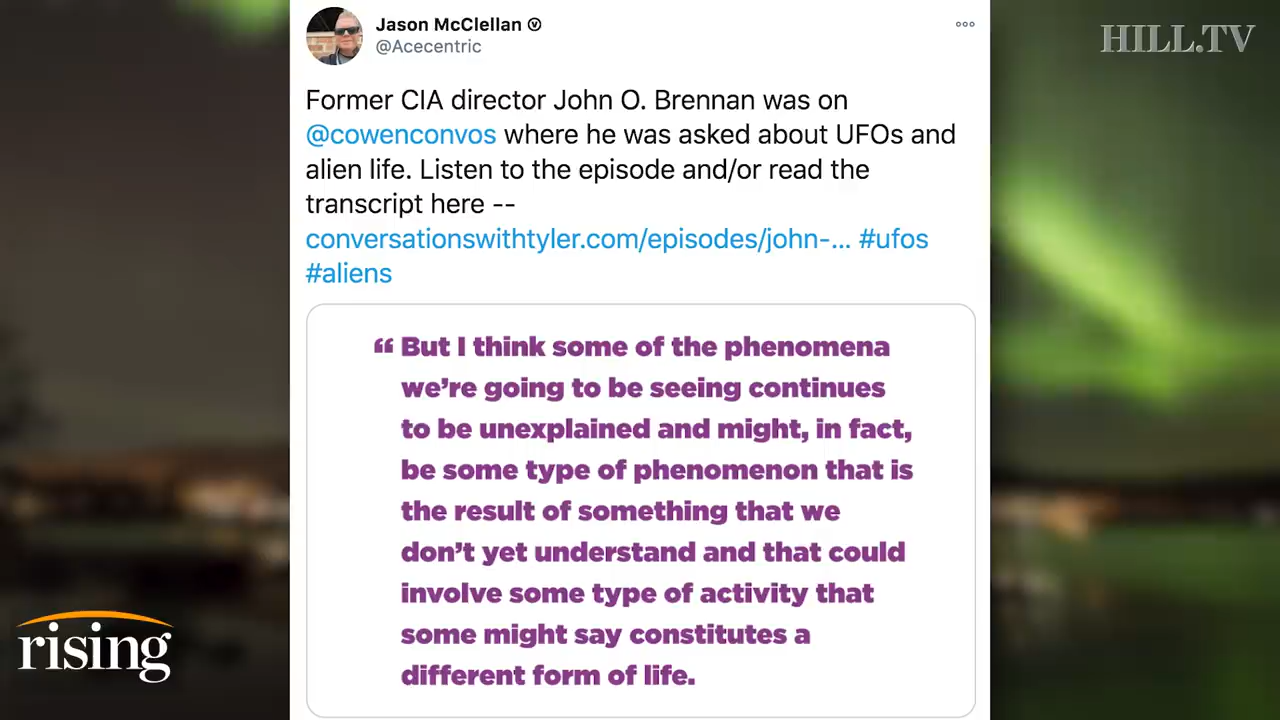 Jason McClellan
@Acecentric
HILL.TV
Former CIA director John O. Brennan was on
@cowenconvos where he was asked about UFOs and
alien life. Listen to the episode and/or read the
transcript here --
conversationswithtyler.com/episodes/john-... #ufos
#aliens
“ But I think some of the phenomena
we’re going to be seeing continues
to be unexplained and might, in fact,
be some type of phenomenon that is
the result of something that we
don’t yet understand and that could
involve some type of activity that
some might say constitutes a
different form of life.
rising